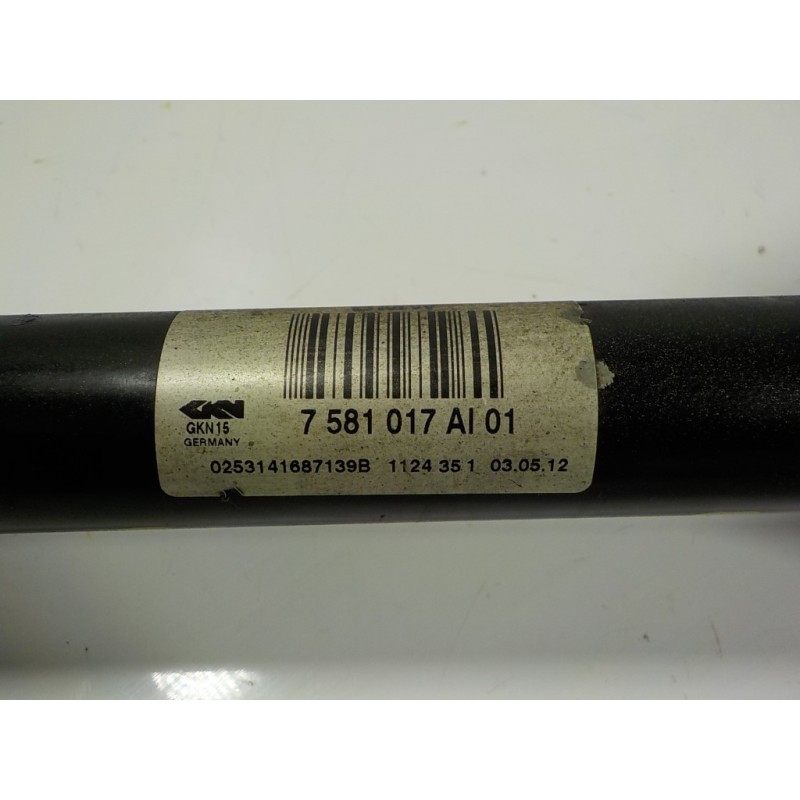 GKN
7 581 017 AI 01
GKN15
GERMANY
0253141687139B 1124 35 1 03.05.12